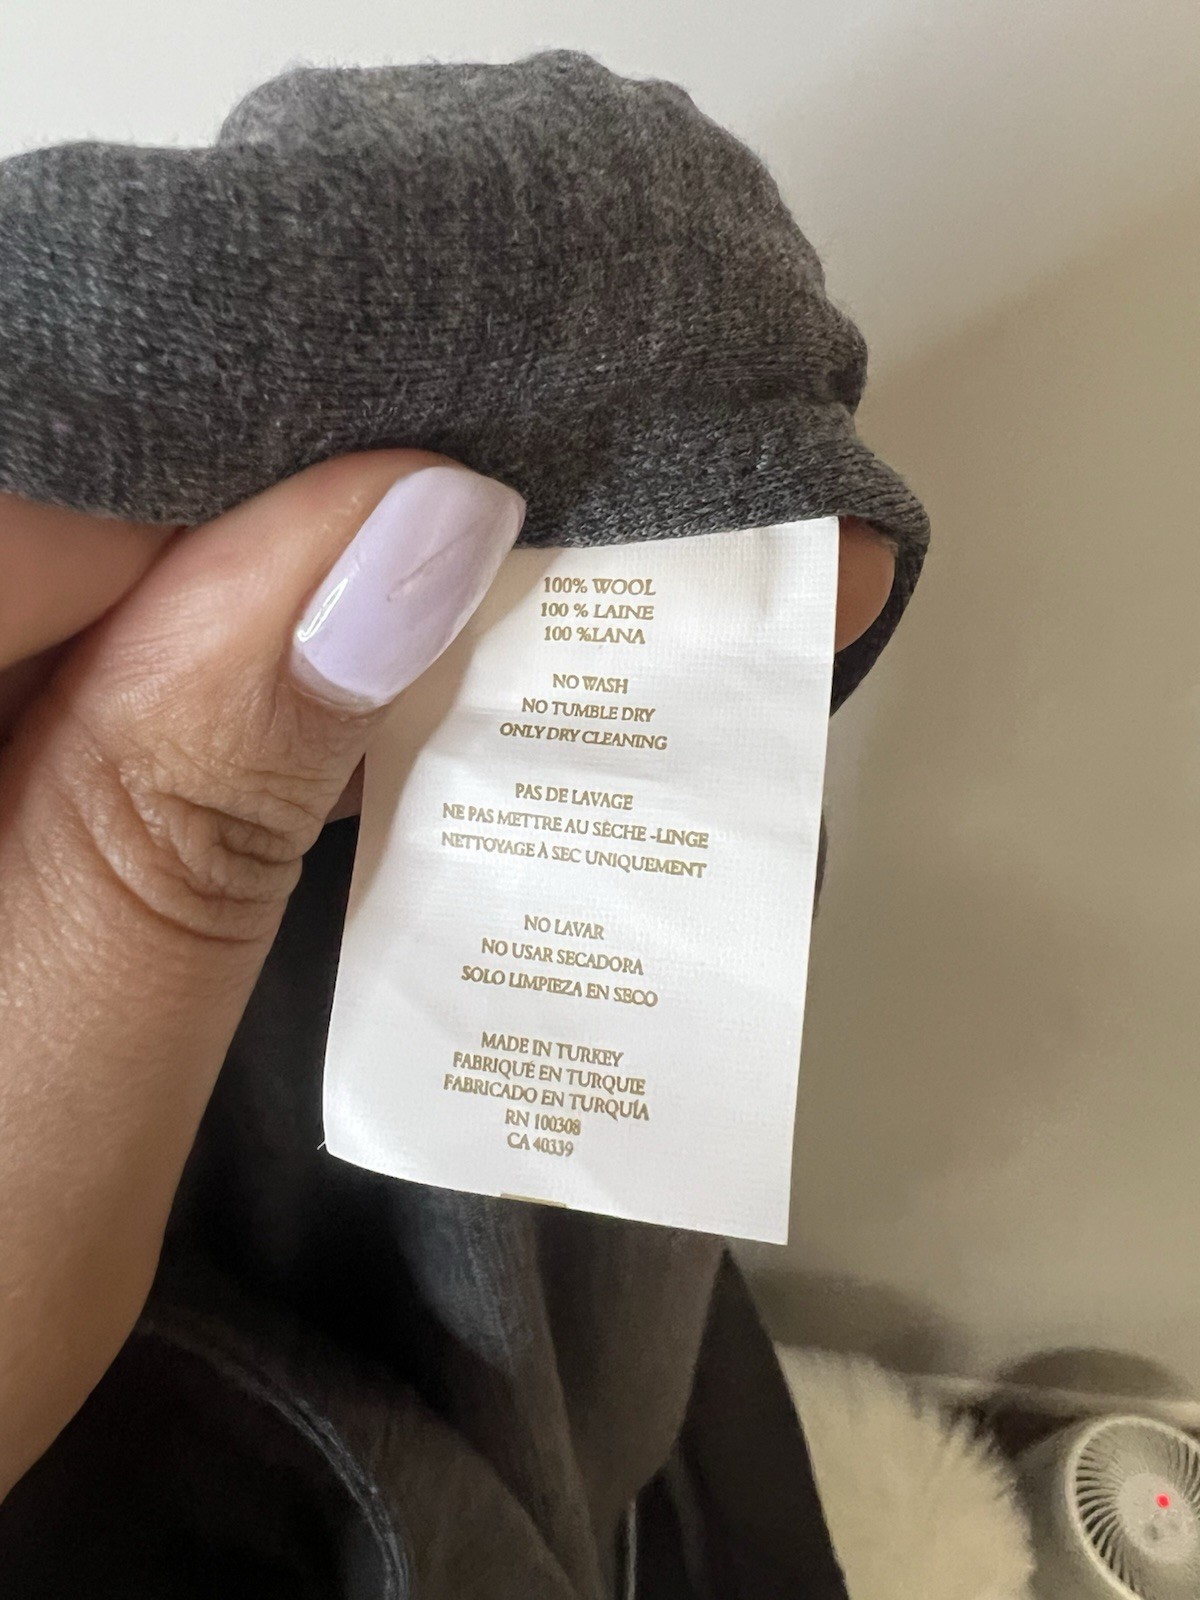 100% WOOL
100 % LAINE
100 %LANA
NO WASH
NO TUMBLE DRY
ONLY DRY CLEANING
PAS DE LAVAGE
NE PAS METTRE AU SÈCHE -LINGE
NETTOYAGE À SEC UNIQUEMENT
NO LAVAR
NO USAR SECADORA
SOLO LIMPIEZA EN SECO
MADE IN TURKEY
FABRIQUÉ EN TURQUIE
FABRICADO EN TURQUÍA
RN 100308
CA 40339